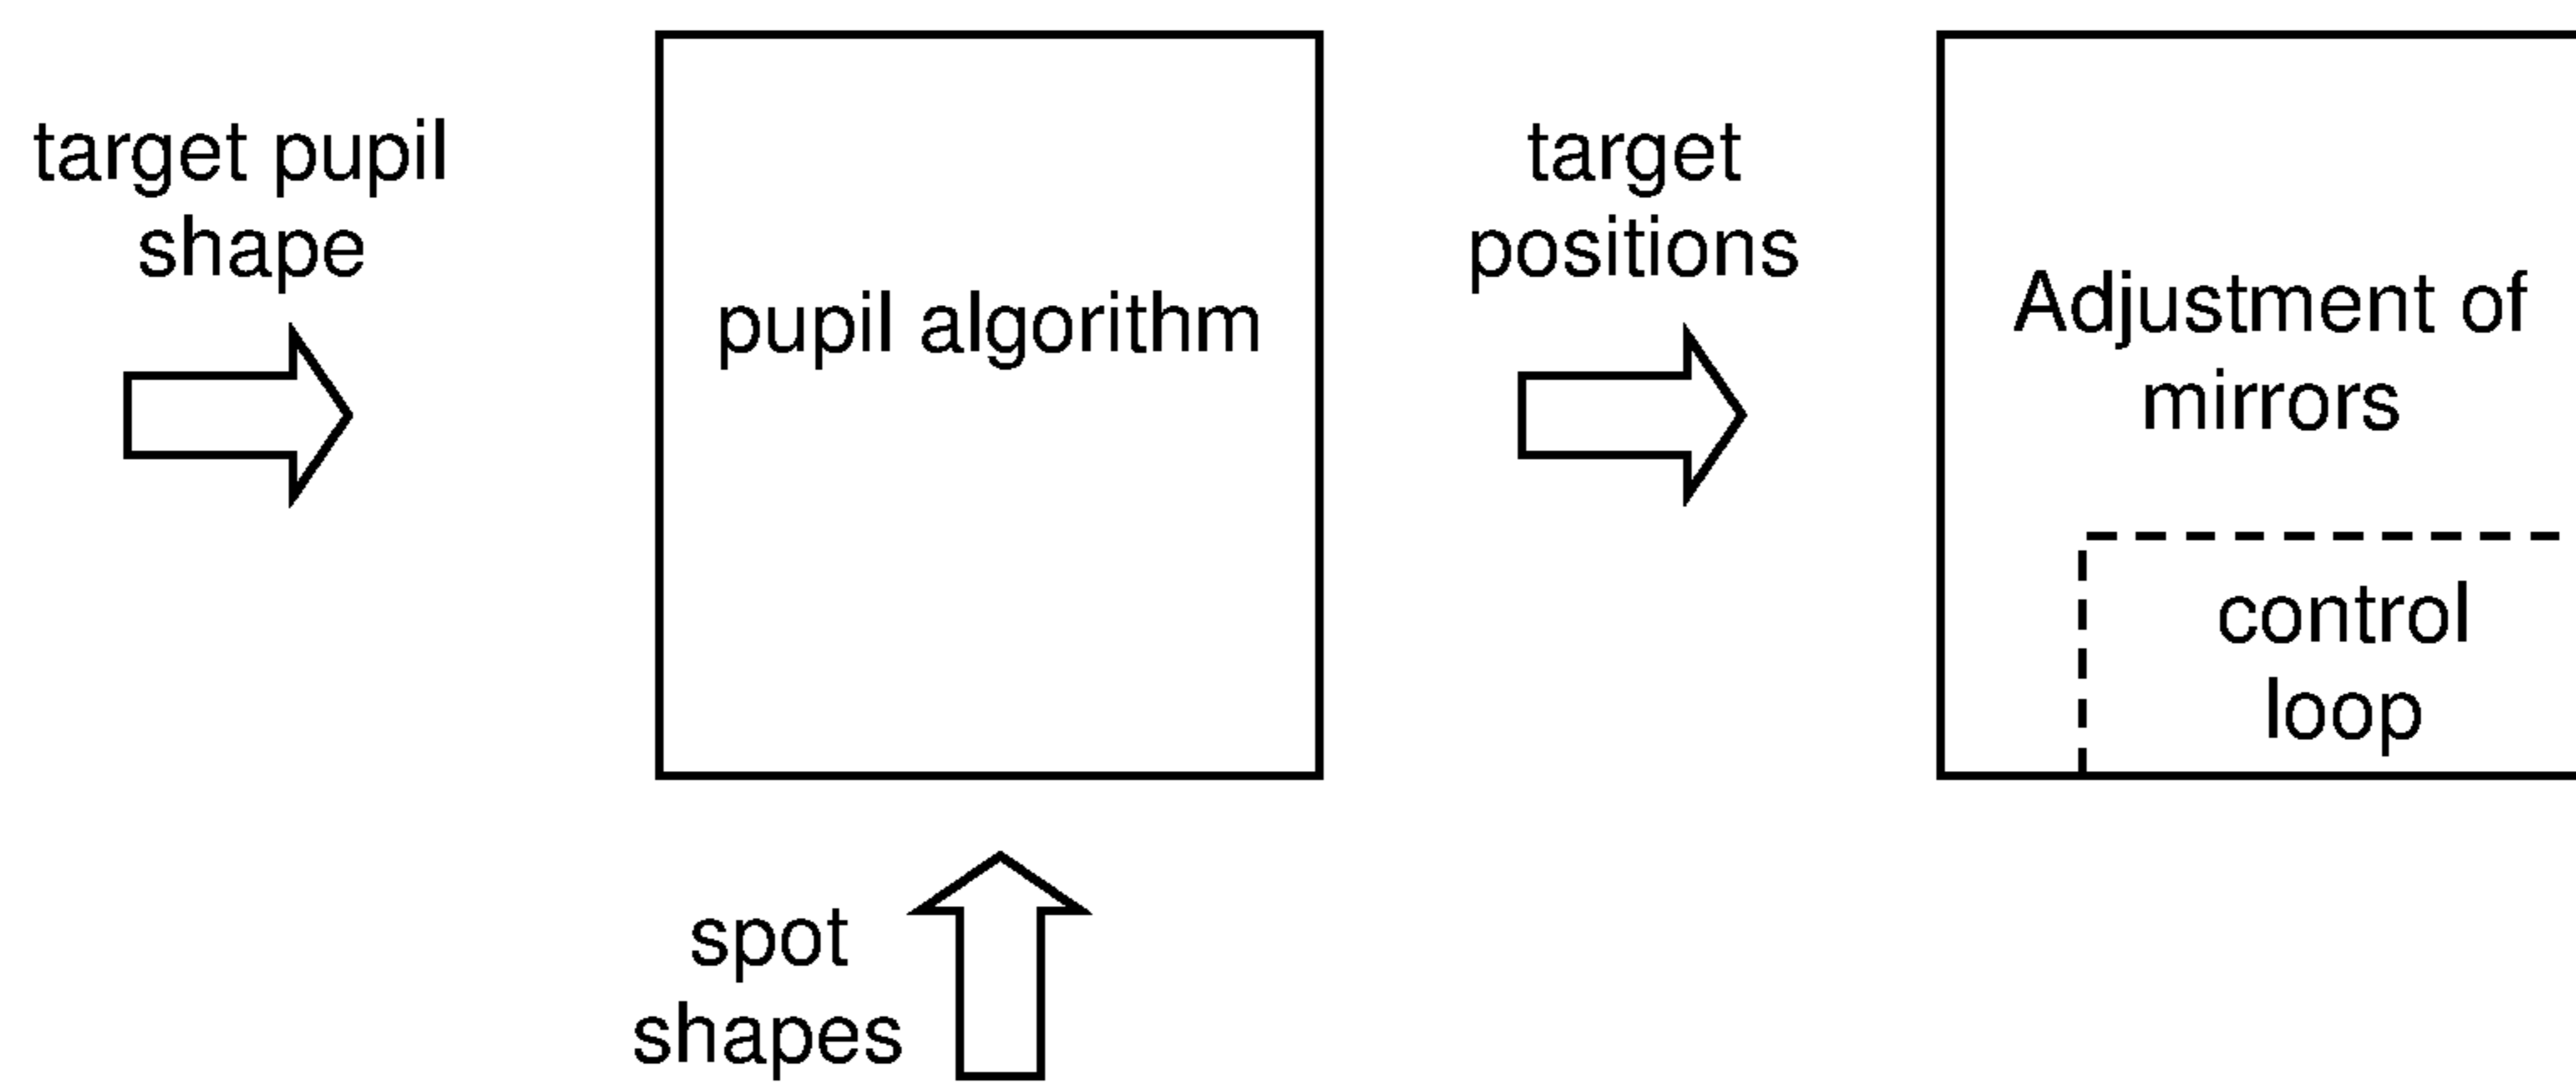 target pupil
shape
pupil algorithm
target
positions
Adjustment of
mirrors
control
loop
spot
shapes